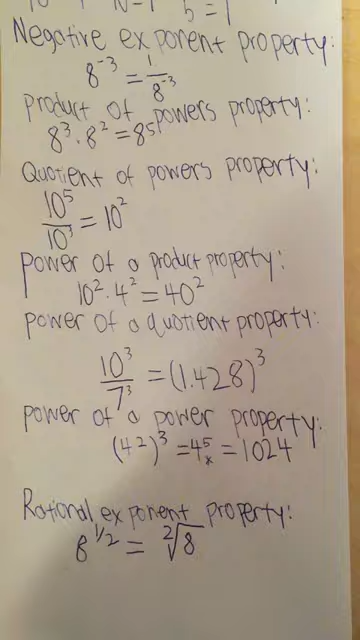 Negative exponent property:
8^-3 = 1/8^-3
product of powers property:
8^3 · 8^2 = 8^5
Quotient of powers property:
10^5/10^3 = 10^2
power of a product property:
10^2 · 4^2 = 40^2
power of a quotient property:
10^3/7^3 = (1.428)^3
power of a power property:
(4^2)^3 = 4^5* = 1024
Rational exponent property:
8^1/2 = ²√8